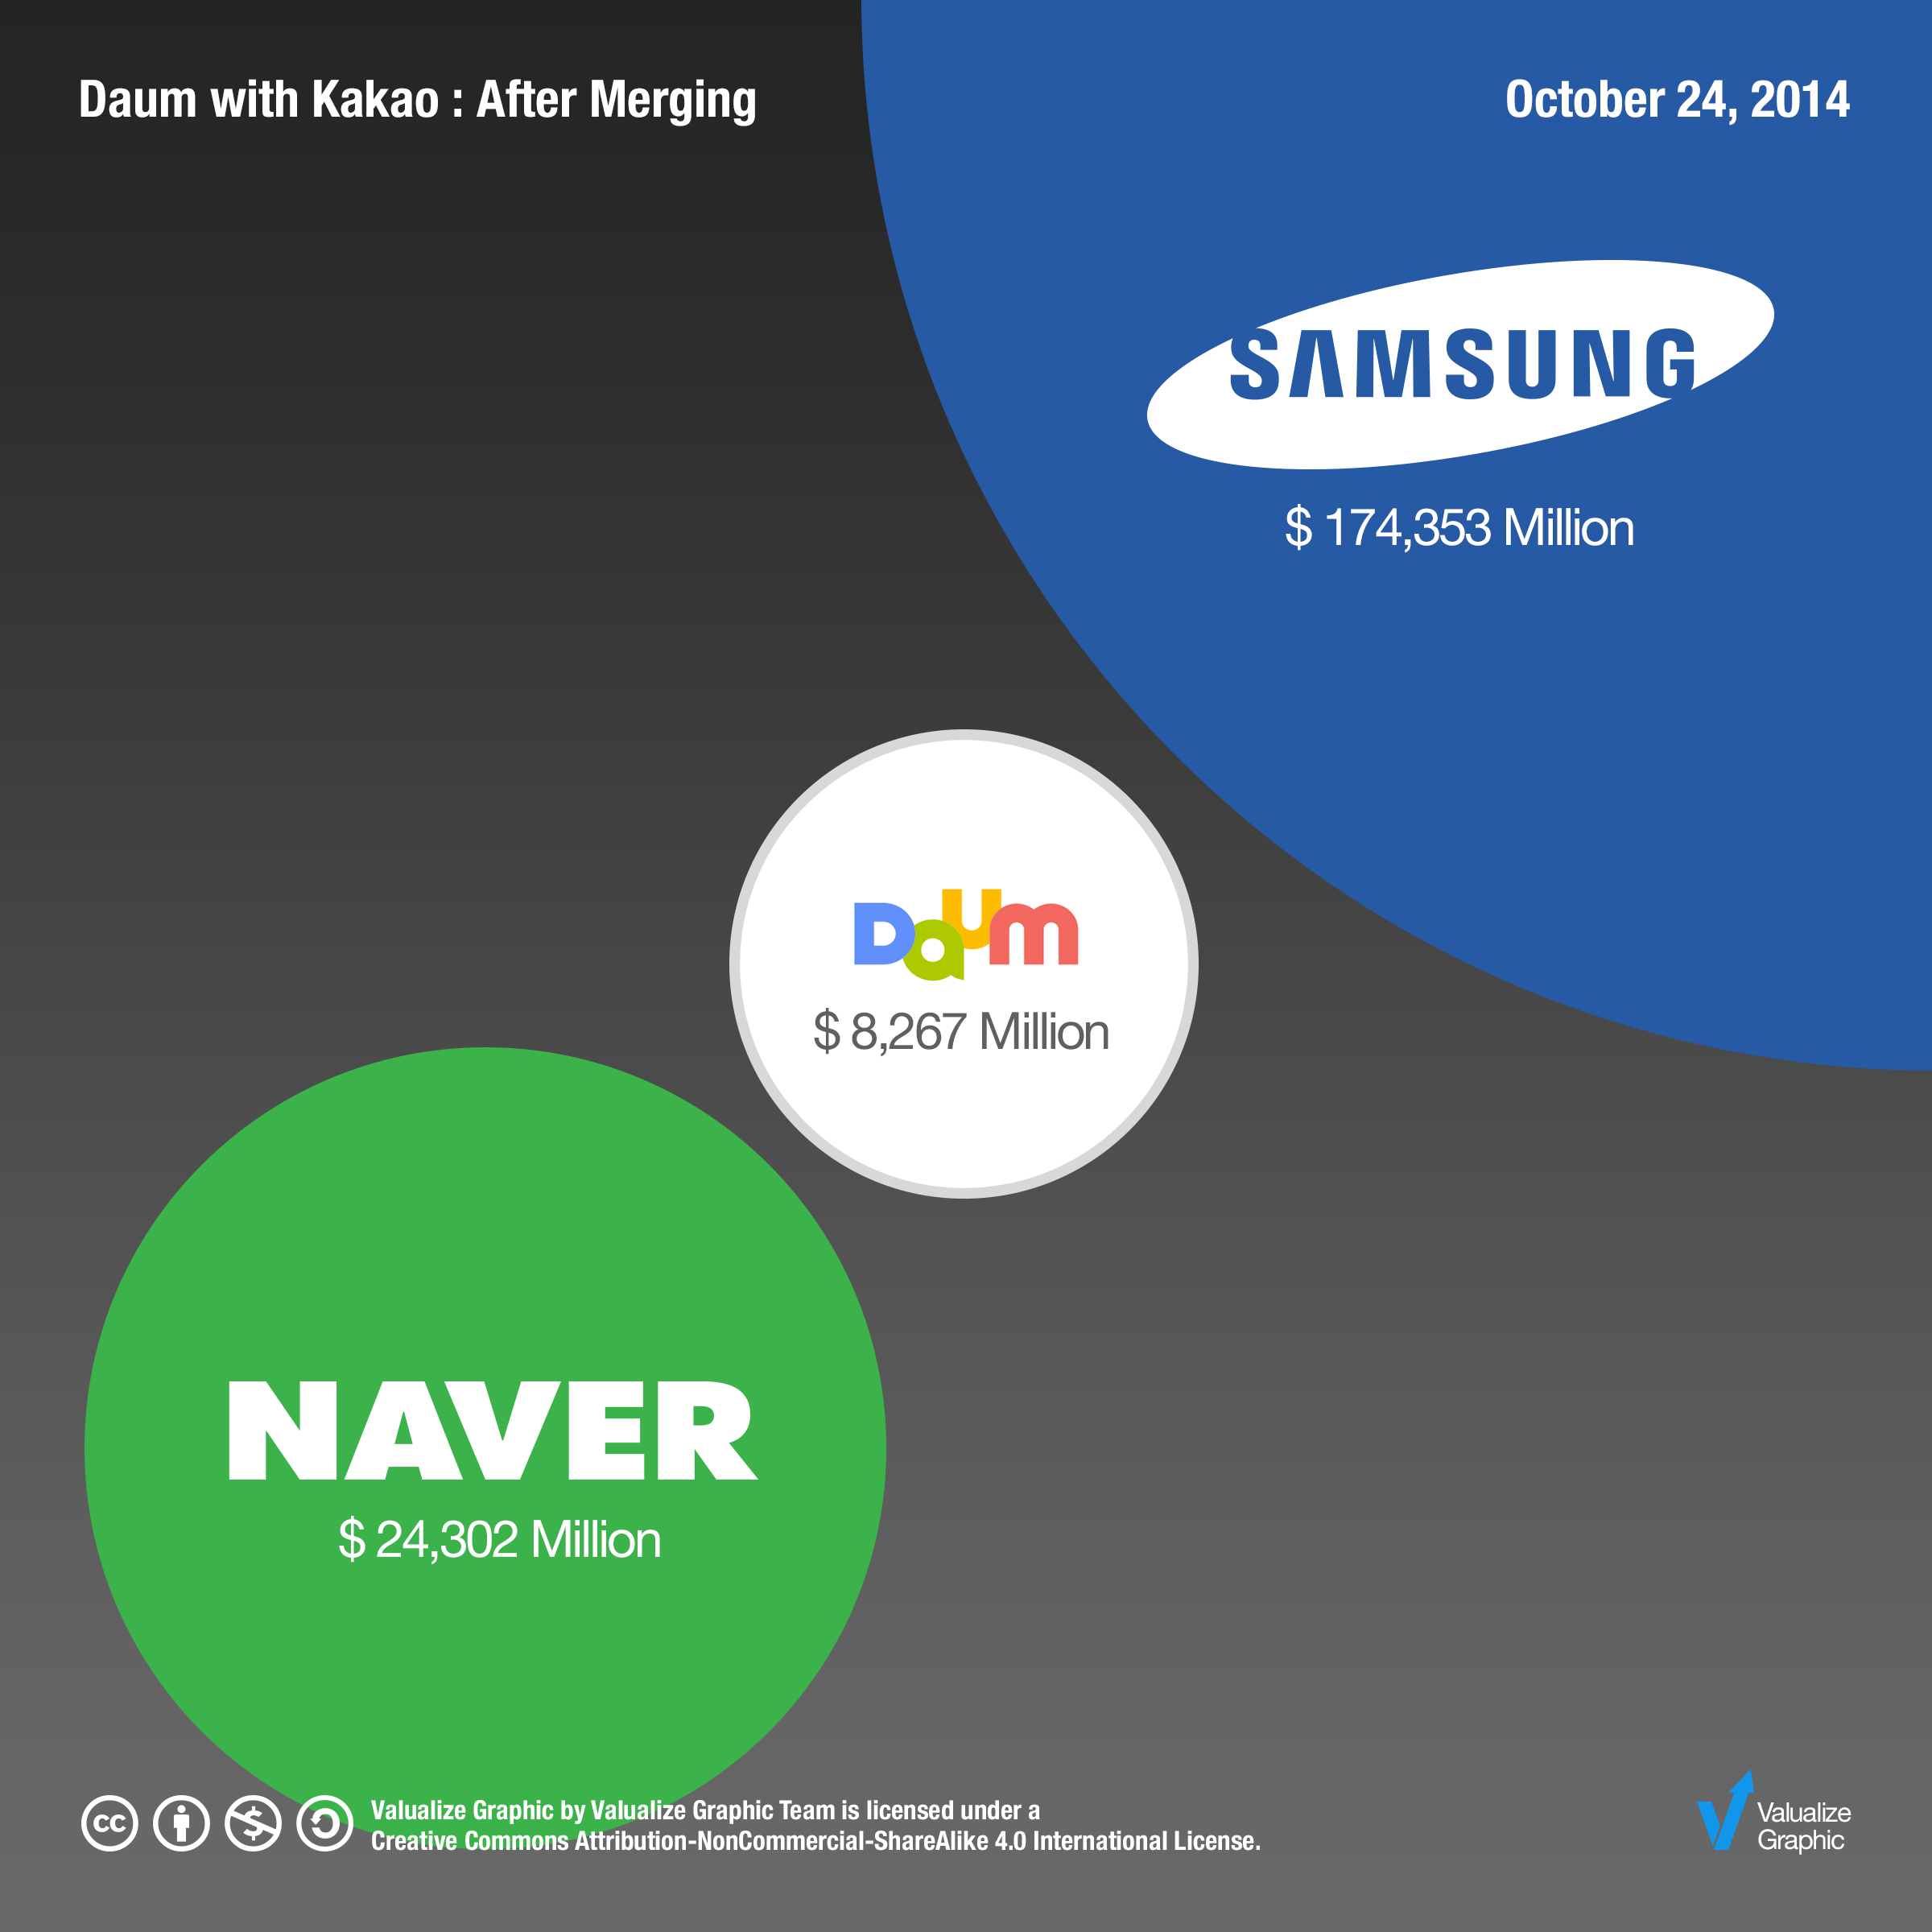 Daum with Kakao : After Merging
October 24, 2014
SAMSUNG
$ 174,353 Million
Daum
$ 8,267 Million
NAVER
$ 24,302 Million
cc
$
Valualize Graphic by Valualize Graphic Team is licensed under a
Creative Commons Attribution-NonCommercial-ShareAlike 4.0 International License.
Valualize
Graphic